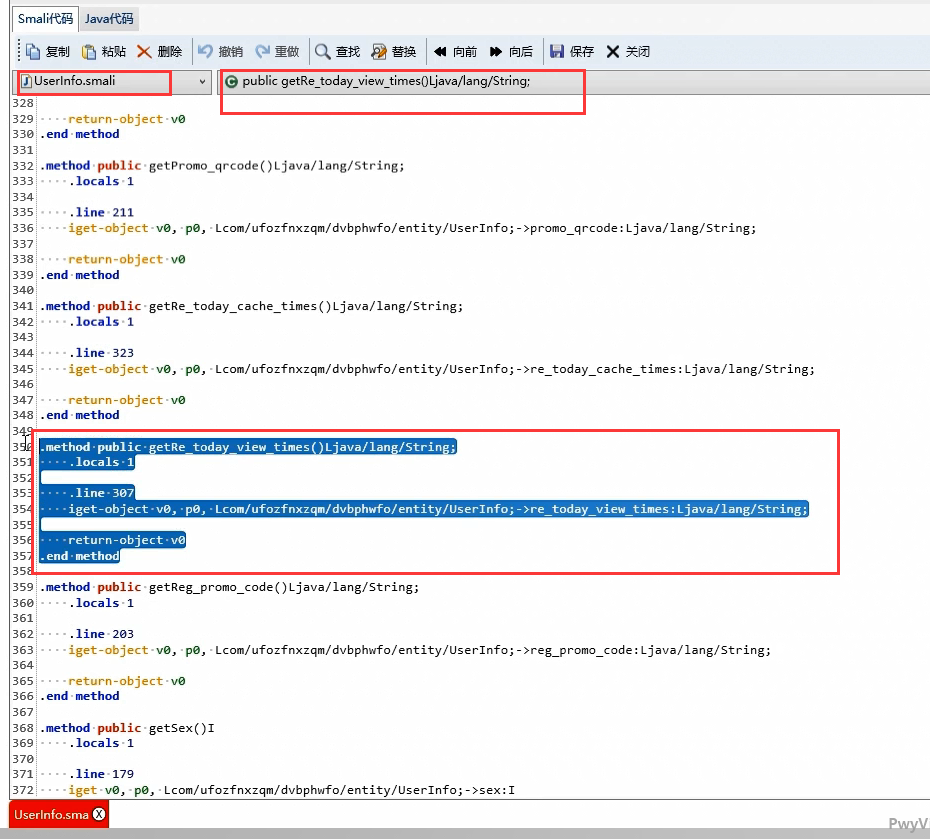 Smali代码 Java代码
复制 粘贴 删除 撤销 重做 查找 替换 向前 向后 保存 关闭
UserInfo.smali public getRe_today_view_times()Ljava/lang/String;
328
329 ····return-object v0
330 .end method
331
332 .method·public·getPromo_qrcode()Ljava/lang/String;
333 ····.locals·1
334
335 ····.line·211
336 ····iget-object·v0,·p0,·Lcom/ufozfnxzqm/dvbphwfo/entity/UserInfo;->promo_qrcode:Ljava/lang/String;
337
338 ····return-object·v0
339 .end·method
340
341 .method·public·getRe_today_cache_times()Ljava/lang/String;
342 ····.locals·1
343
344 ····.line·323
345 ····iget-object·v0,·p0,·Lcom/ufozfnxzqm/dvbphwfo/entity/UserInfo;->re_today_cache_times:Ljava/lang/String;
346
347 ····return-object·v0
348 .end·method
349
350 .method·public·getRe_today_view_times()Ljava/lang/String;
351 ····.locals·1
352
353 ····.line·307
354 ····iget-object·v0,·p0,·Lcom/ufozfnxzqm/dvbphwfo/entity/UserInfo;->re_today_view_times:Ljava/lang/String;
355
356 ····return-object·v0
357 .end·method
358
359 .method·public·getReg_promo_code()Ljava/lang/String;
360 ····.locals·1
361
362 ····.line·203
363 ····iget-object·v0,·p0,·Lcom/ufozfnxzqm/dvbphwfo/entity/UserInfo;->reg_promo_code:Ljava/lang/String;
364
365 ····return-object·v0
366 .end·method
367
368 .method·public·getSex()I
369 ····.locals·1
370
371 ····.line·179
372 ····iget·v0,·p0,·Lcom/ufozfnxzqm/dvbphwfo/entity/UserInfo;->sex:I
UserInfo.sma